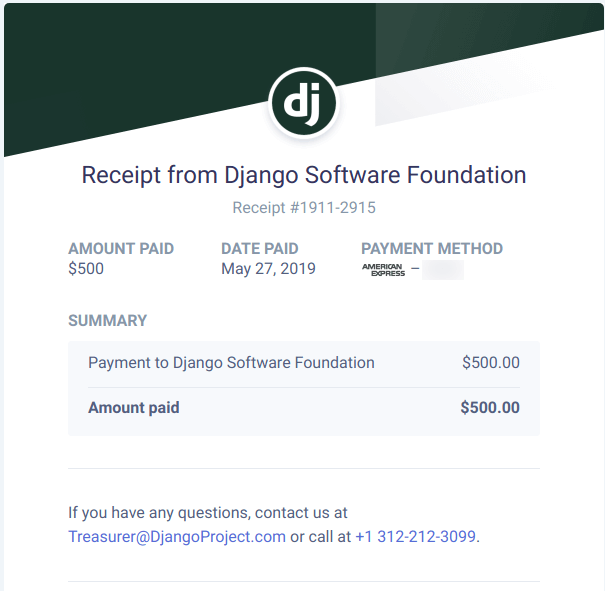 dj
Receipt from Django Software Foundation
Receipt #1911-2915
AMOUNT PAID DATE PAID PAYMENT METHOD
$500 May 27, 2019 AMERICAN EXPRESS –
SUMMARY
Payment to Django Software Foundation $500.00
Amount paid $500.00
If you have any questions, contact us at
Treasurer@DjangoProject.com or call at +1 312-212-3099.